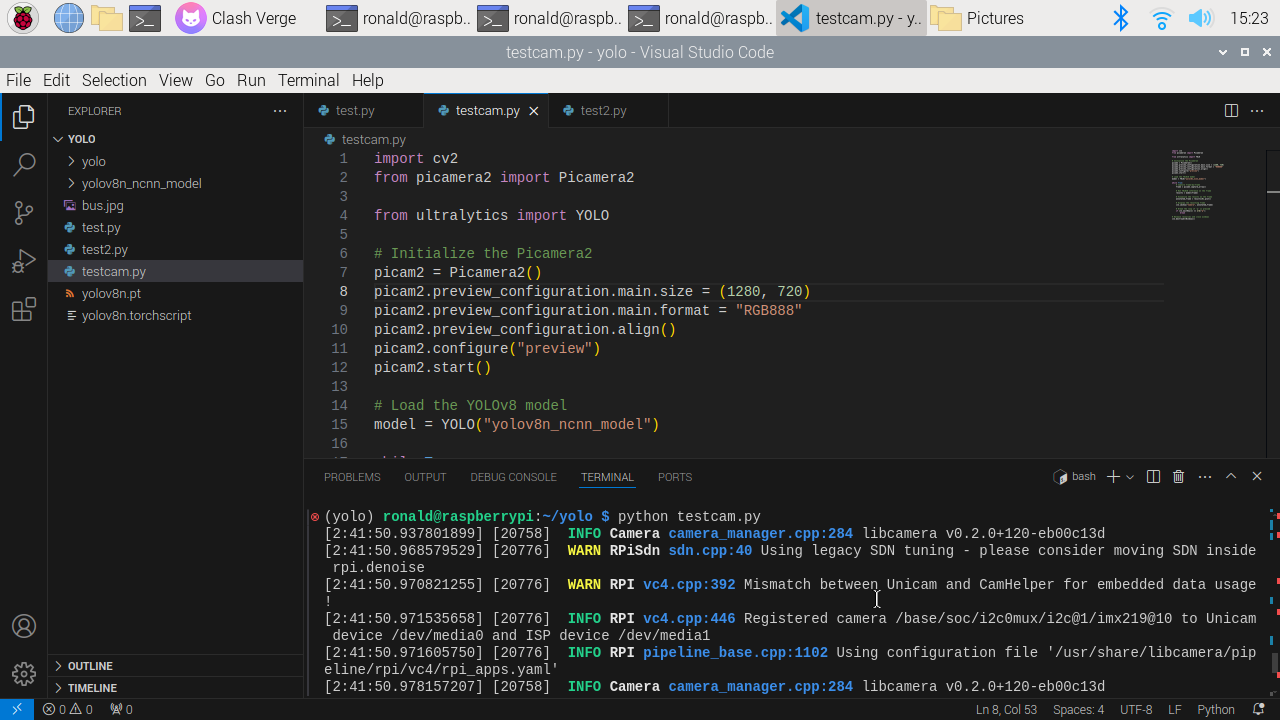 Clash Verge
ronald@raspb..
ronald@raspb..
ronald@raspb..
testcam.py - y..
Pictures
15:23
testcam.py - yolo - Visual Studio Code
File Edit Selection View Go Run Terminal Help
EXPLORER
YOLO
yolo
yolov8n_ncnn_model
bus.jpg
test.py
test2.py
testcam.py
yolov8n.pt
yolov8n.torchscript
OUTLINE
TIMELINE
test.py
testcam.py
test2.py
testcam.py
1 import cv2
2 from picamera2 import Picamera2
3
4 from ultralytics import YOLO
5
6 # Initialize the Picamera2
7 picam2 = Picamera2()
8 picam2.preview_configuration.main.size = (1280, 720)
9 picam2.preview_configuration.main.format = "RGB888"
10 picam2.preview_configuration.align()
11 picam2.configure("preview")
12 picam2.start()
13
14 # Load the YOLOv8 model
15 model = YOLO("yolov8n_ncnn_model")
16
PROBLEMS OUTPUT DEBUG CONSOLE TERMINAL PORTS
bash
(yolo) ronald@raspberrypi:~/yolo $ python testcam.py
[2:41:50.937801899] [20758] INFO Camera camera_manager.cpp:284 libcamera v0.2.0+120-eb00c13d
[2:41:50.968579529] [20776] WARN RPiSdn sdn.cpp:40 Using legacy SDN tuning - please consider moving SDN inside
rpi.denoise
[2:41:50.970821255] [20776] WARN RPI vc4.cpp:392 Mismatch between Unicam and CamHelper for embedded data usage
!
[2:41:50.971535658] [20776] INFO RPI vc4.cpp:446 Registered camera /base/soc/i2c0mux/i2c@1/imx219@10 to Unicam
device /dev/media0 and ISP device /dev/media1
[2:41:50.971605750] [20776] INFO RPI pipeline_base.cpp:1102 Using configuration file '/usr/share/libcamera/pip
eline/rpi/vc4/rpi_apps.yaml'
[2:41:50.978157207] [20758] INFO Camera camera_manager.cpp:284 libcamera v0.2.0+120-eb00c13d
0 0 0
Ln 8, Col 53 Spaces: 4 UTF-8 LF Python